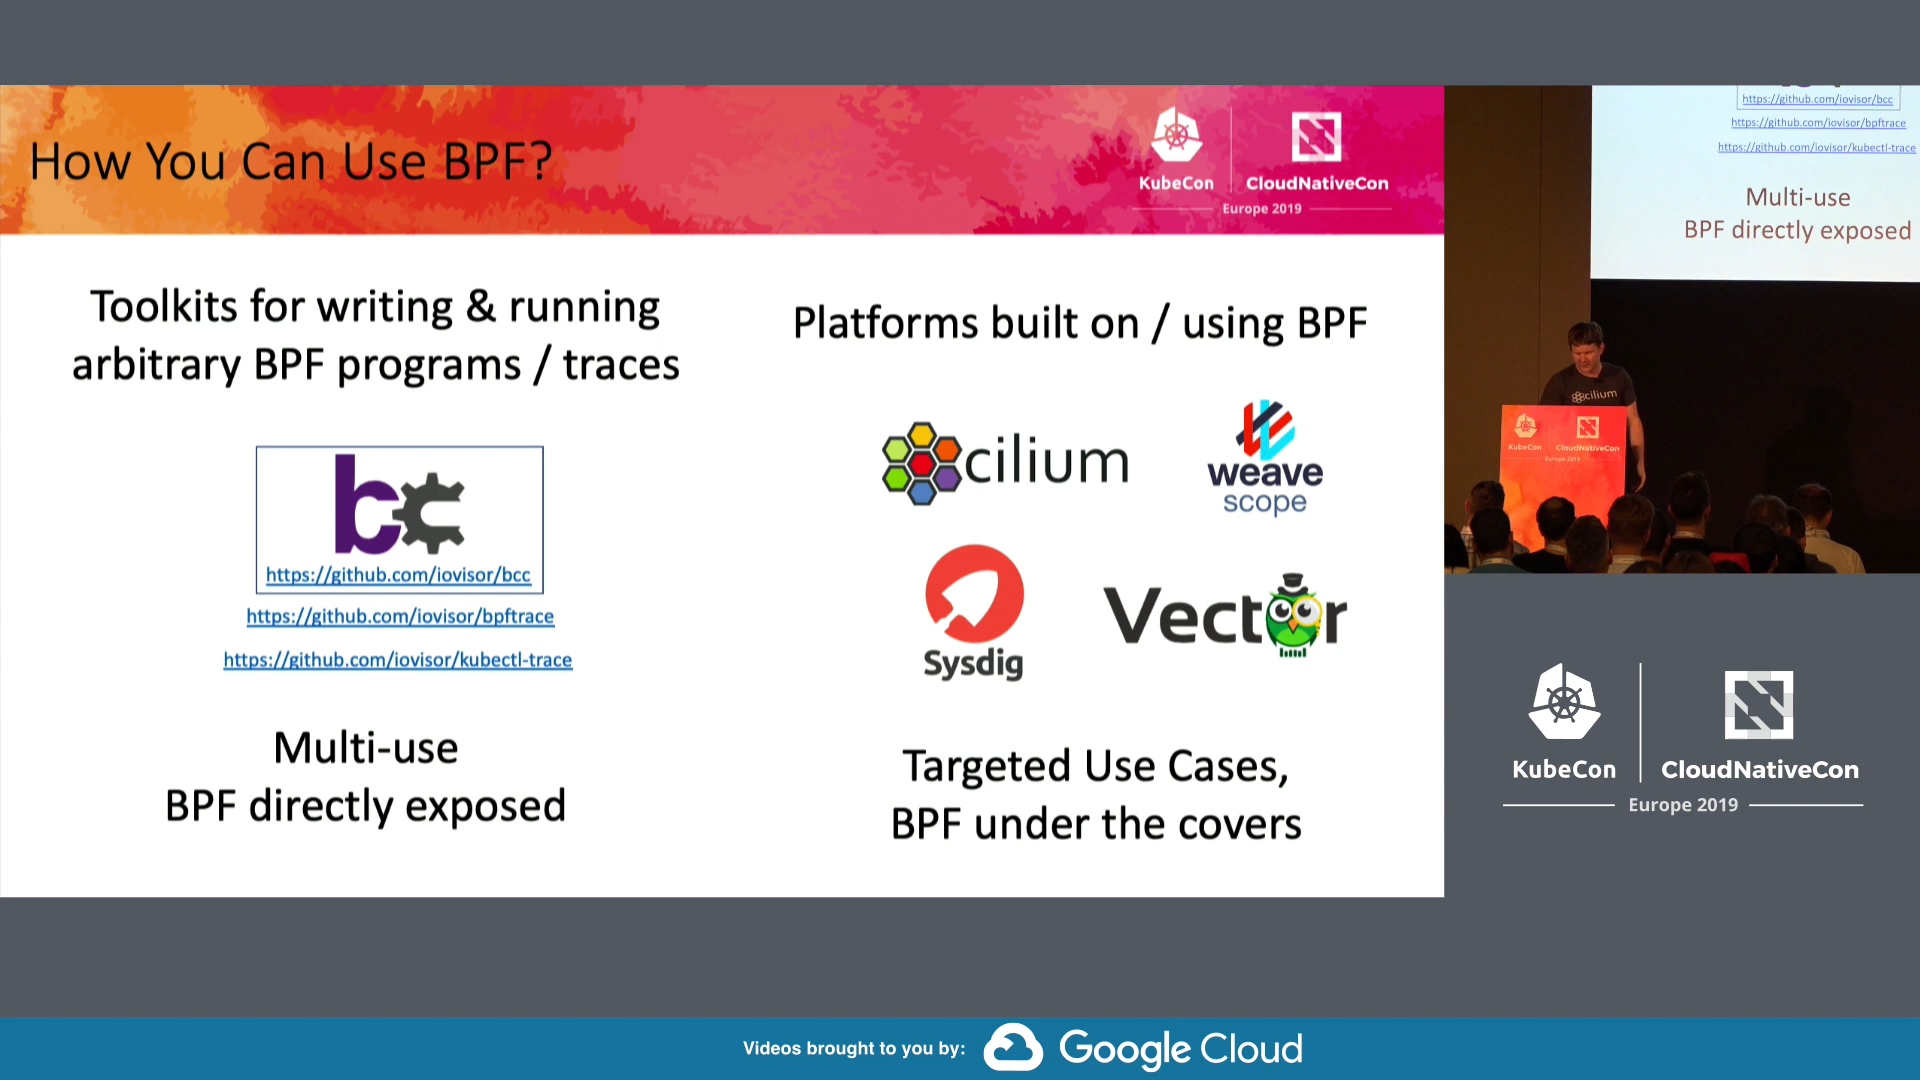 How You Can Use BPF?
KubeCon
CloudNativeCon
Europe 2019
Toolkits for writing & running
arbitrary BPF programs / traces
bc
https://github.com/iovisor/bcc
https://github.com/iovisor/bpftrace
https://github.com/iovisor/kubectl-trace
Multi-use
BPF directly exposed
Platforms built on / using BPF
cilium
weave
scope
Sysdig
Vector
Targeted Use Cases,
BPF under the covers
https://github.com/iovisor/bcc
https://github.com/iovisor/bpftrace
https://github.com/iovisor/kubectl-trace
Multi-use
BPF directly exposed
cilium
KubeCon
CloudNativeCon
Europe 2019
KubeCon
CloudNativeCon
Europe 2019
Videos brought to you by:
Google Cloud